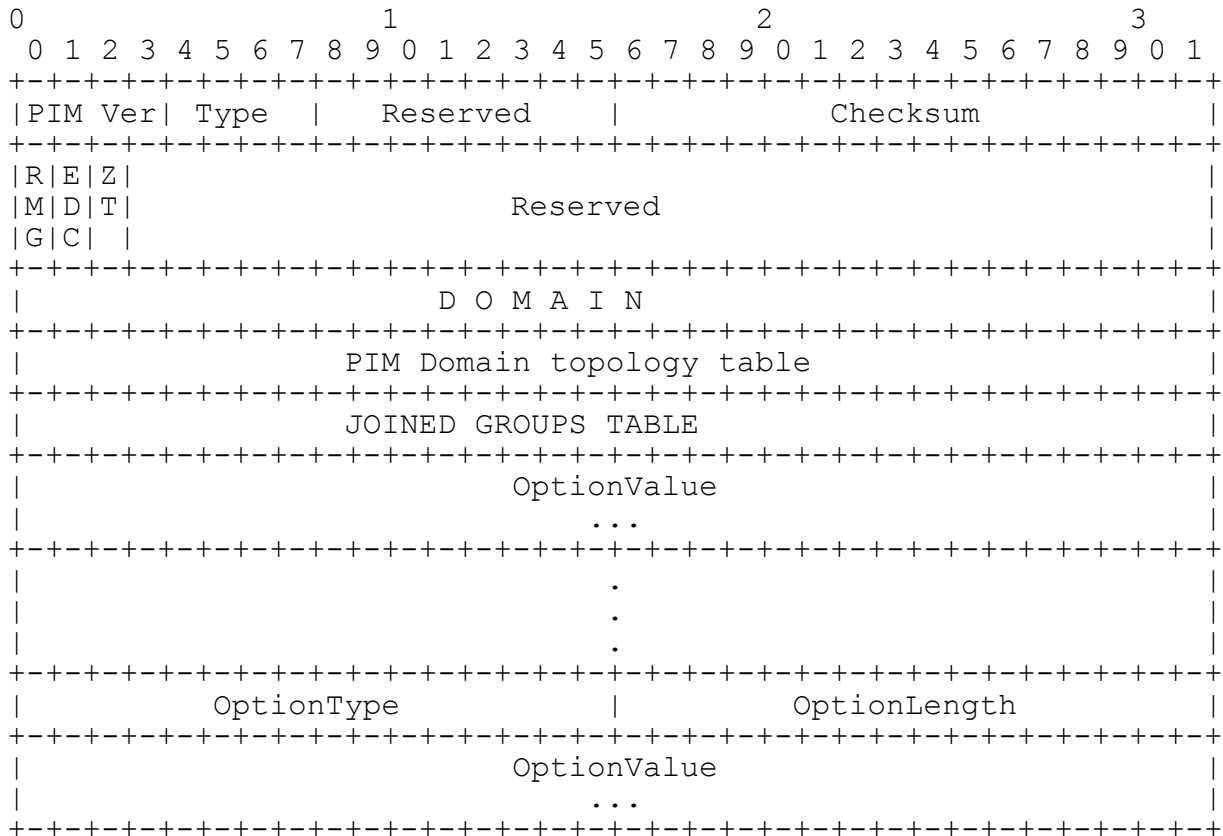 0                   1                   2                   3
 0 1 2 3 4 5 6 7 8 9 0 1 2 3 4 5 6 7 8 9 0 1 2 3 4 5 6 7 8 9 0 1
+-+-+-+-+-+-+-+-+-+-+-+-+-+-+-+-+-+-+-+-+-+-+-+-+-+-+-+-+-+-+-+-+
|PIM Ver| Type  |   Reserved    |           Checksum            |
+-+-+-+-+-+-+-+-+-+-+-+-+-+-+-+-+-+-+-+-+-+-+-+-+-+-+-+-+-+-+-+-+
|R|E|Z|                                                         |
|M|D|T|                    Reserved                             |
|G|C| |                                                         |
+-+-+-+-+-+-+-+-+-+-+-+-+-+-+-+-+-+-+-+-+-+-+-+-+-+-+-+-+-+-+-+-+
|                      D O M A I N                              |
+-+-+-+-+-+-+-+-+-+-+-+-+-+-+-+-+-+-+-+-+-+-+-+-+-+-+-+-+-+-+-+-+
|                 PIM Domain topology table                     |
+-+-+-+-+-+-+-+-+-+-+-+-+-+-+-+-+-+-+-+-+-+-+-+-+-+-+-+-+-+-+-+-+
|                 JOINED GROUPS TABLE                           |
+-+-+-+-+-+-+-+-+-+-+-+-+-+-+-+-+-+-+-+-+-+-+-+-+-+-+-+-+-+-+-+-+
|                          OptionValue                          |
|                              ...                              |
+-+-+-+-+-+-+-+-+-+-+-+-+-+-+-+-+-+-+-+-+-+-+-+-+-+-+-+-+-+-+-+-+
|                               .                               |
|                               .                               |
|                               .                               |
+-+-+-+-+-+-+-+-+-+-+-+-+-+-+-+-+-+-+-+-+-+-+-+-+-+-+-+-+-+-+-+-+
|          OptionType           |         OptionLength          |
+-+-+-+-+-+-+-+-+-+-+-+-+-+-+-+-+-+-+-+-+-+-+-+-+-+-+-+-+-+-+-+-+
|                          OptionValue                          |
|                              ...                              |
+-+-+-+-+-+-+-+-+-+-+-+-+-+-+-+-+-+-+-+-+-+-+-+-+-+-+-+-+-+-+-+-+